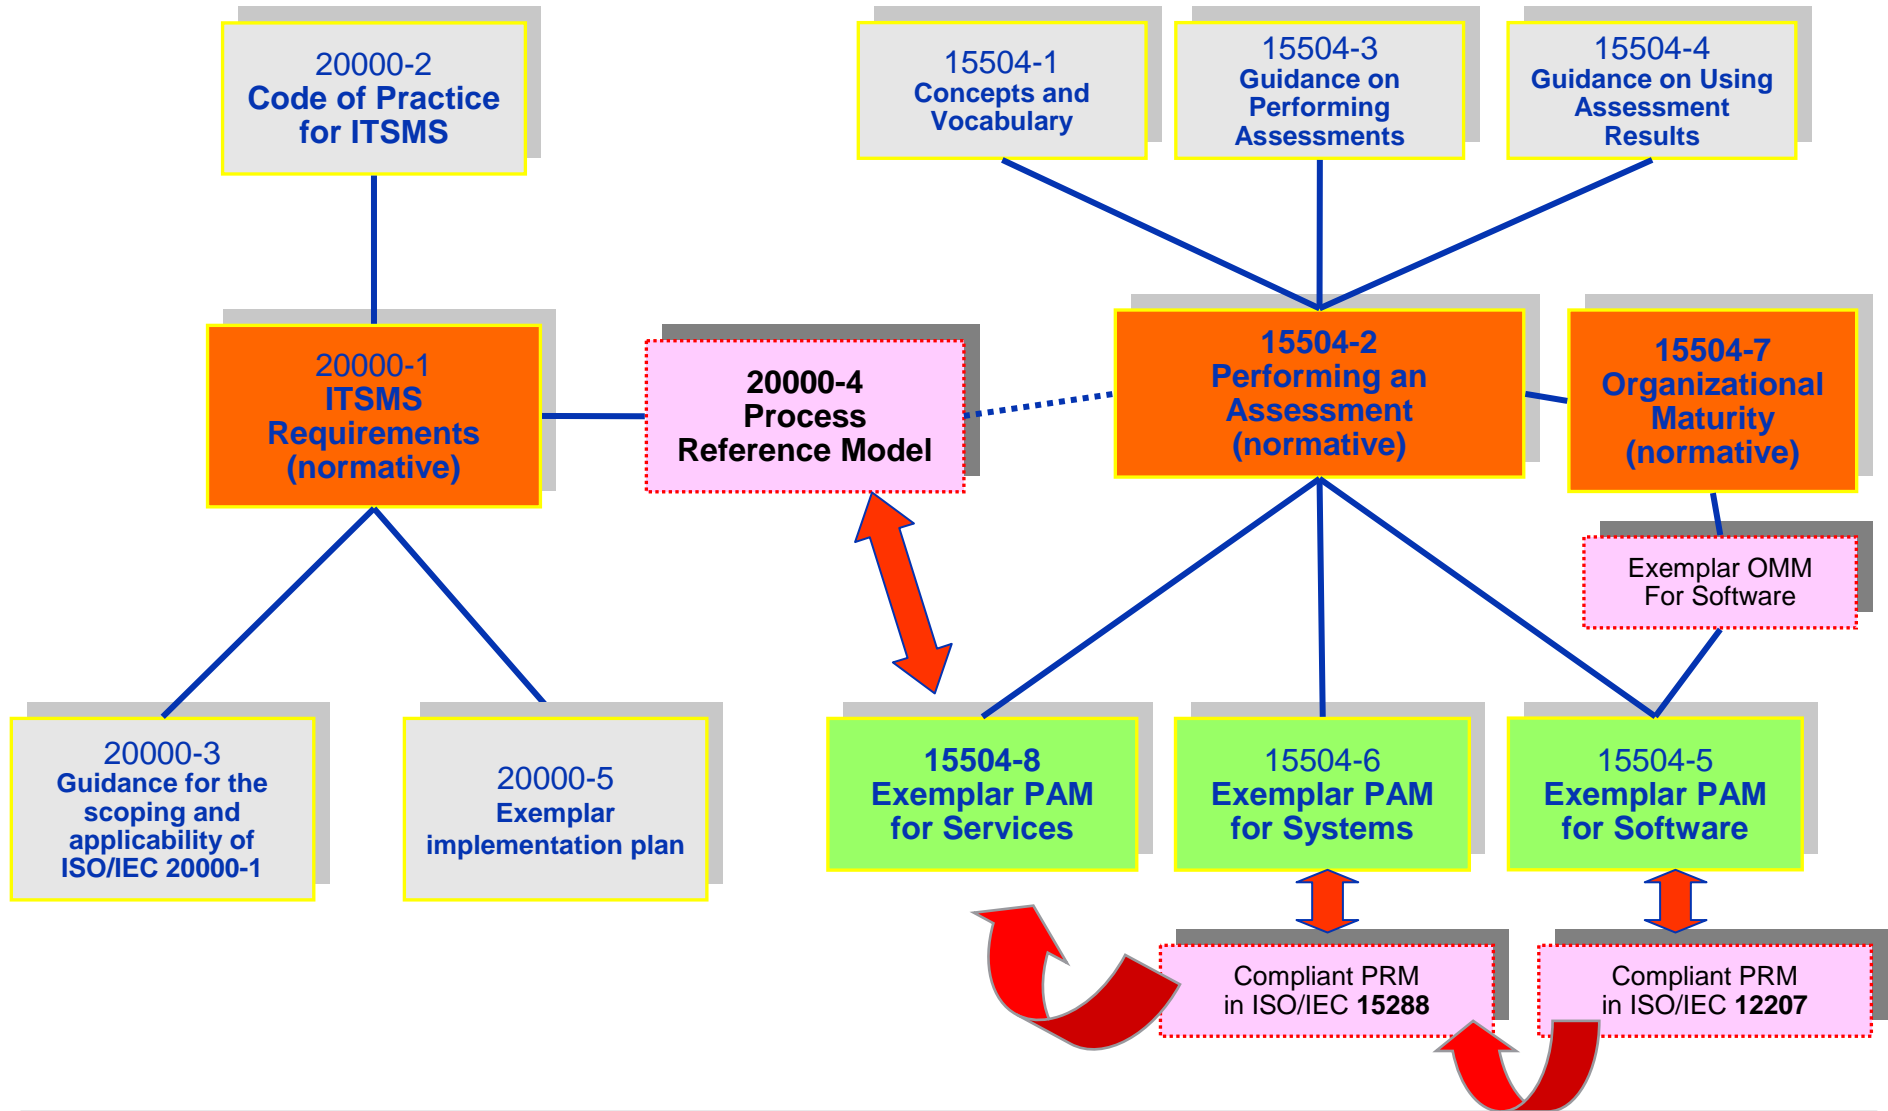 20000-2
Code of Practice
for ITSMS
15504-1
Concepts and
Vocabulary
15504-3
Guidance on
Performing
Assessments
15504-4
Guidance on Using
Assessment
Results
20000-1
ITSMS
Requirements
(normative)
20000-4
Process
Reference Model
15504-2
Performing an
Assessment
(normative)
15504-7
Organizational
Maturity
(normative)
Exemplar OMM
For Software
20000-3
Guidance for the
scoping and
applicability of
ISO/IEC 20000-1
20000-5
Exemplar
implementation plan
15504-8
Exemplar PAM
for Services
15504-6
Exemplar PAM
for Systems
15504-5
Exemplar PAM
for Software
Compliant PRM
in ISO/IEC 15288
Compliant PRM
in ISO/IEC 12207